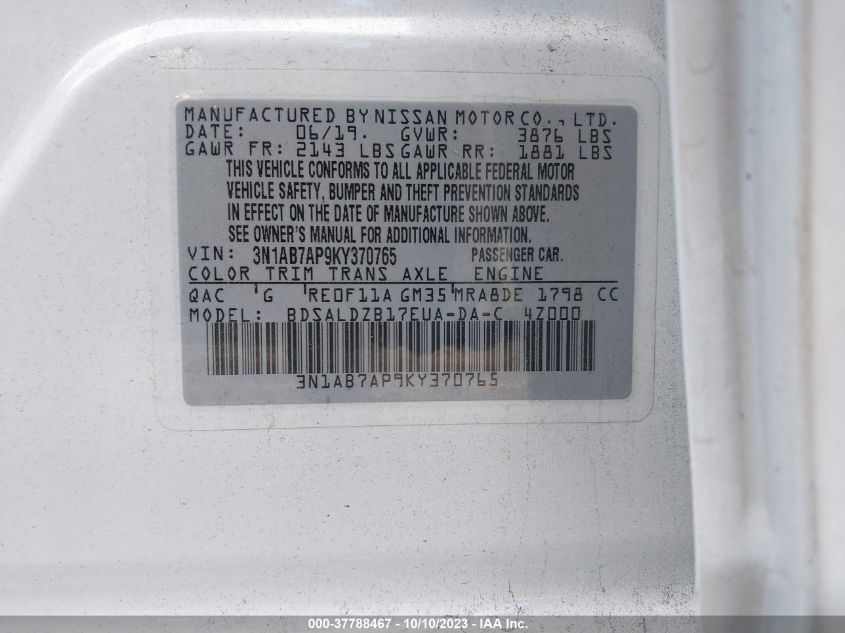 MANUFACTURED BY NISSAN MOTOR CO., LTD.
DATE: 06/19. GVWR: 3876 LBS
GAWR FR: 2143 LBS GAWR RR: 1881 LBS
THIS VEHICLE CONFORMS TO ALL APPLICABLE FEDERAL MOTOR
VEHICLE SAFETY, BUMPER AND THEFT PREVENTION STANDARDS
IN EFFECT ON THE DATE OF MANUFACTURE SHOWN ABOVE.
SEE OWNER'S MANUAL FOR ADDITIONAL INFORMATION.
VIN: 3N1AB7AP9KY370765 PASSENGER CAR.
COLOR TRIM TRANS AXLE ENGINE
QAC G RE0F11A GM35 MRA8DE 1798 CC
MODEL: BDSALDZB17EUA-DA-C 4Z000
3N1AB7AP9KY370765
000-37788467 - 10/10/2023 - IAA Inc.